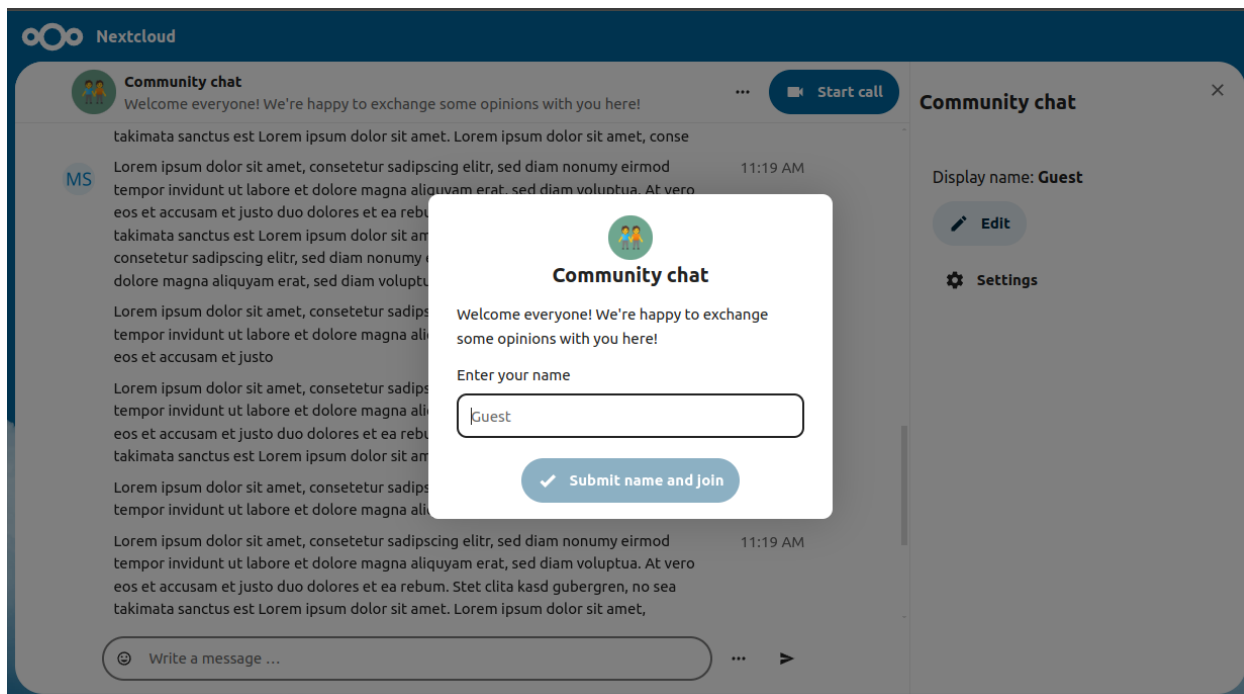 Nextcloud
Community chat
Welcome everyone! We're happy to exchange some opinions with you here!
Start call
takimata sanctus est Lorem ipsum dolor sit amet. Lorem ipsum dolor sit amet, conse
MS
Lorem ipsum dolor sit amet, consetetur sadipscing elitr, sed diam nonumy eirmod
11:19 AM
tempor invidunt ut labore et dolore magna aliquyam erat, sed diam voluptua. At vero
eos et accusam et justo duo dolores et ea rebu
takimata sanctus est Lorem ipsum dolor sit am
consetetur sadipscing elitr, sed diam nonumy
dolore magna aliquyam erat, sed diam voluptu
Lorem ipsum dolor sit amet, consetetur sadips
tempor invidunt ut labore et dolore magna ali
eos et accusam et justo
Lorem ipsum dolor sit amet, consetetur sadips
tempor invidunt ut labore et dolore magna ali
eos et accusam et justo duo dolores et ea rebu
takimata sanctus est Lorem ipsum dolor sit am
Lorem ipsum dolor sit amet, consetetur sadips
tempor invidunt ut labore et dolore magna ali
Lorem ipsum dolor sit amet, consetetur sadipscing elitr, sed diam nonumy eirmod
11:19 AM
tempor invidunt ut labore et dolore magna aliquyam erat, sed diam voluptua. At vero
eos et accusam et justo duo dolores et ea rebum. Stet clita kasd gubergren, no sea
takimata sanctus est Lorem ipsum dolor sit amet. Lorem ipsum dolor sit amet,
Write a message …
Community chat
Welcome everyone! We're happy to exchange
some opinions with you here!
Enter your name
Guest
Submit name and join
Community chat
Display name: Guest
Edit
Settings